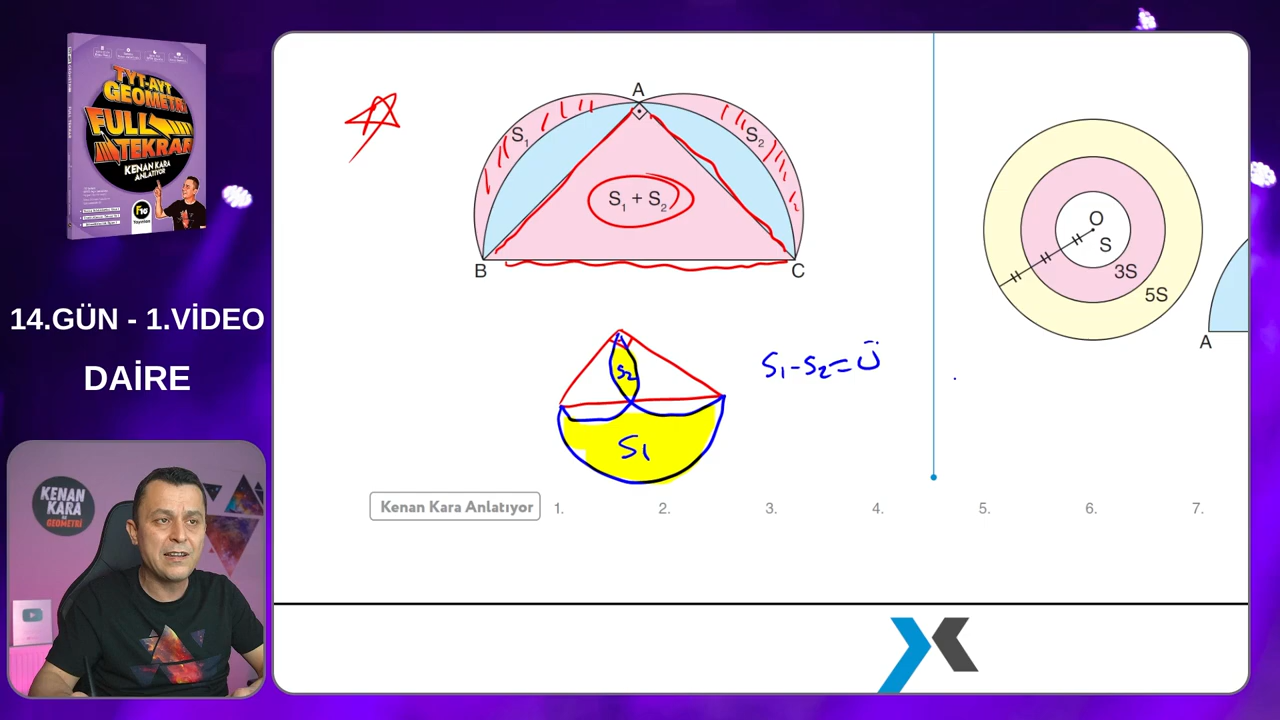 TYT-AYT
GEOMETRİ
FULL
TEKRAR
KENAN KARA
ANLATIYOR
14.GÜN - 1.VİDEO
DAİRE
KENAN
KARA
GEOMETRİ
A
S₁
S₂
S₁ + S₂
B
C
S₂
S₁
S₁-S₂=Ü
O
S
3S
5S
A
Kenan Kara Anlatıyor 1. 2. 3. 4. 5. 6. 7.